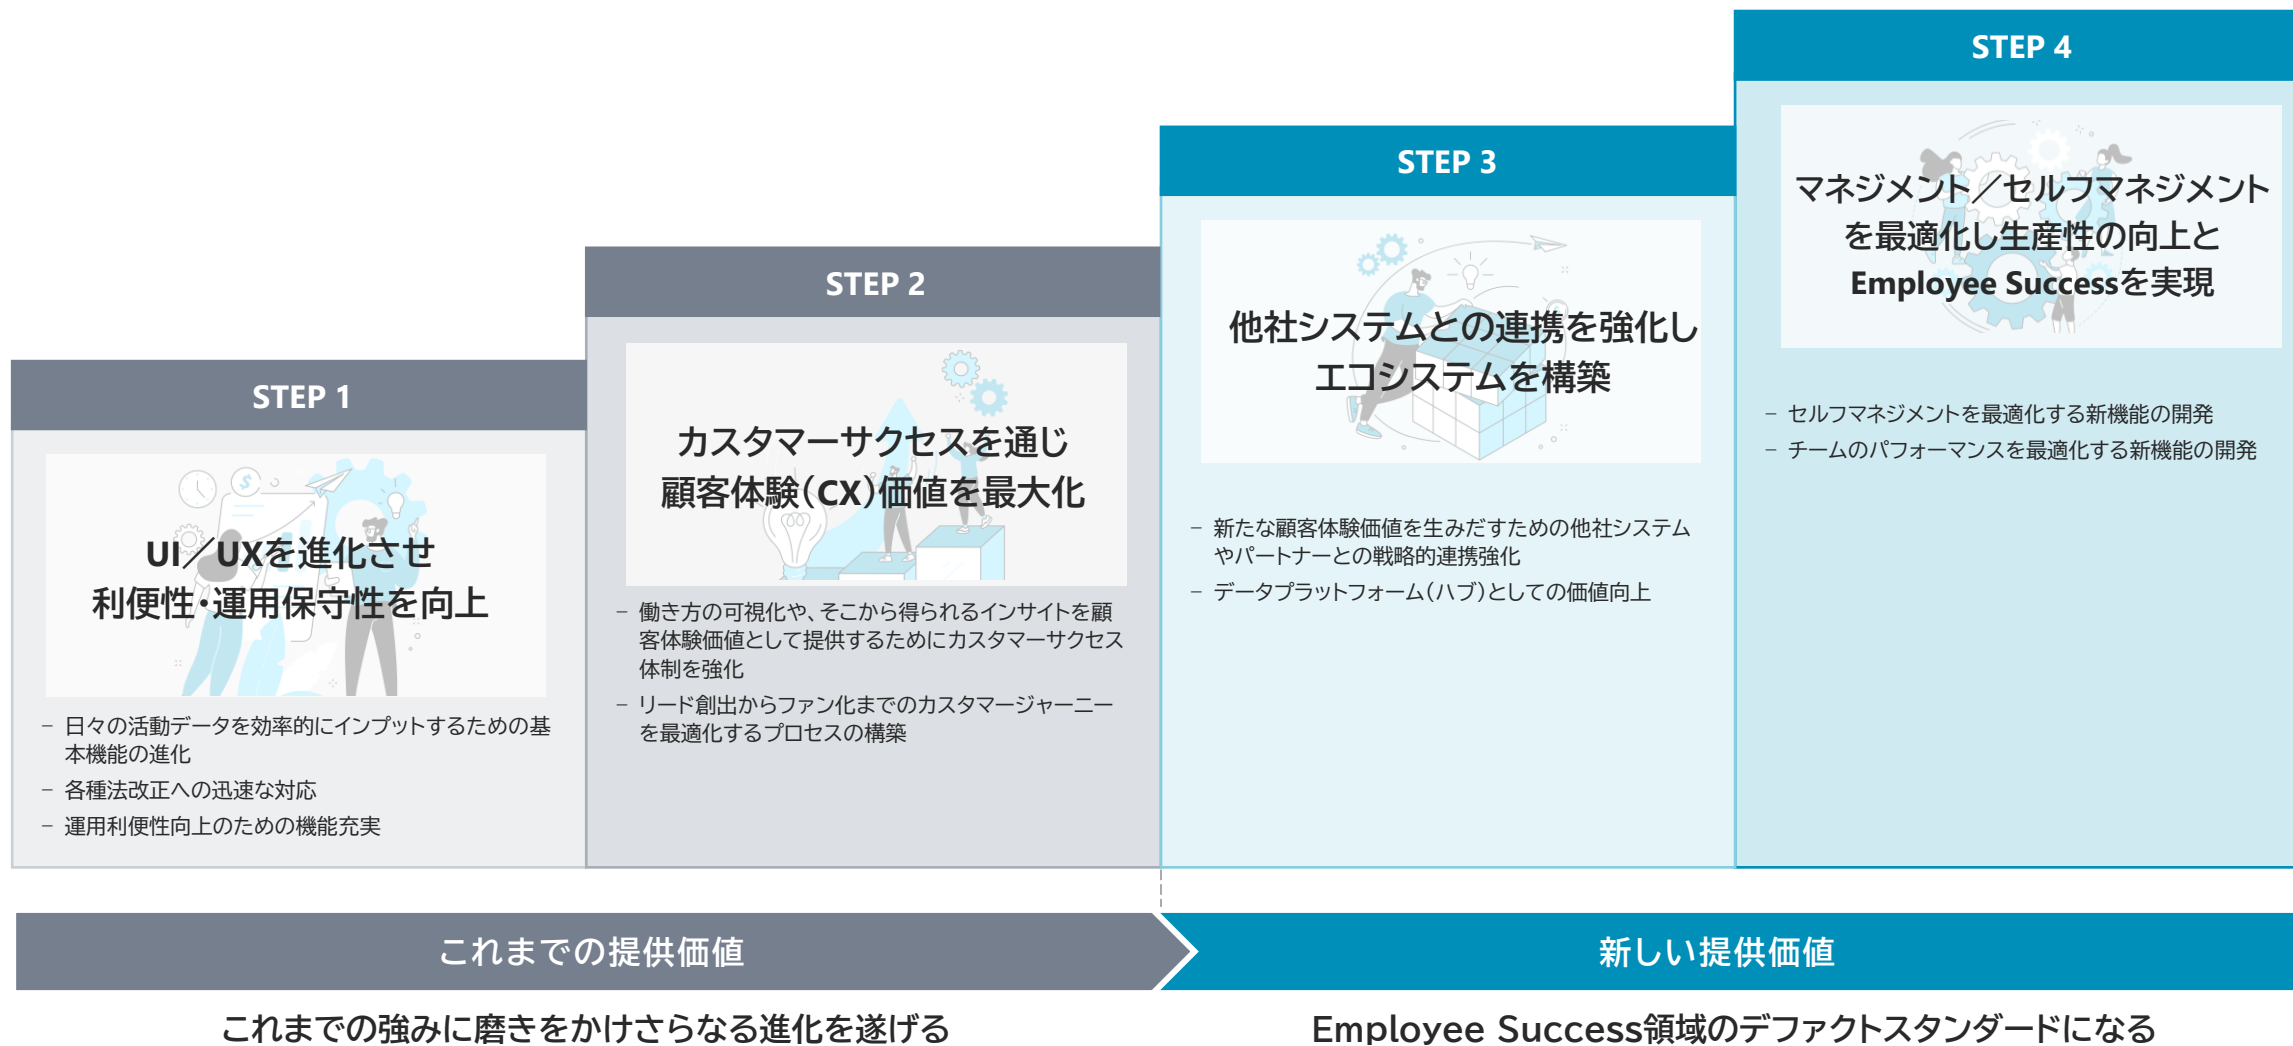 STEP 1
UI／UXを進化させ
利便性・運用保守性を向上
– 日々の活動データを効率的にインプットするための基
本機能の進化
– 各種法改正への迅速な対応
– 運用利便性向上のための機能充実
STEP 2
カスタマーサクセスを通じ
顧客体験（CX）価値を最大化
– 働き方の可視化や、そこから得られるインサイトを顧
客体験価値として提供するためにカスタマーサクセス
体制を強化
– リード創出からファン化までのカスタマージャーニー
を最適化するプロセスの構築
STEP 3
他社システムとの連携を強化し
エコシステムを構築
– 新たな顧客体験価値を生みだすための他社システム
やパートナーとの戦略的連携強化
– データプラットフォーム（ハブ）としての価値向上
STEP 4
マネジメント／セルフマネジメント
を最適化し生産性の向上と
Employee Successを実現
– セルフマネジメントを最適化する新機能の開発
– チームのパフォーマンスを最適化する新機能の開発
これまでの提供価値
新しい提供価値
これまでの強みに磨きをかけさらなる進化を遂げる
Employee Success領域のデファクトスタンダードになる